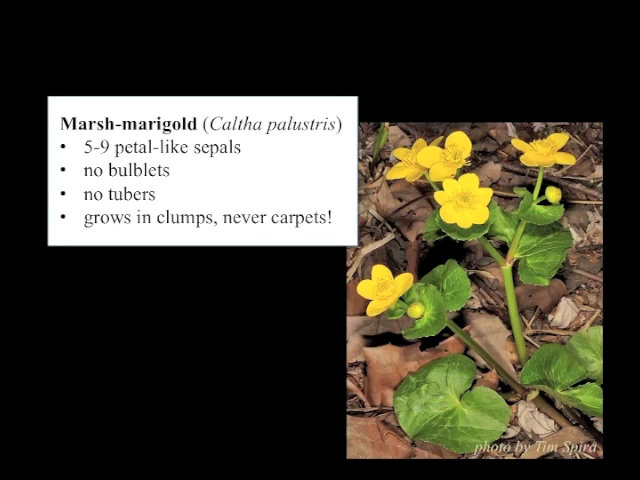 Marsh-marigold (Caltha palustris)
• 5-9 petal-like sepals
• no bulblets
• no tubers
• grows in clumps, never carpets!
photo by Tim Spira